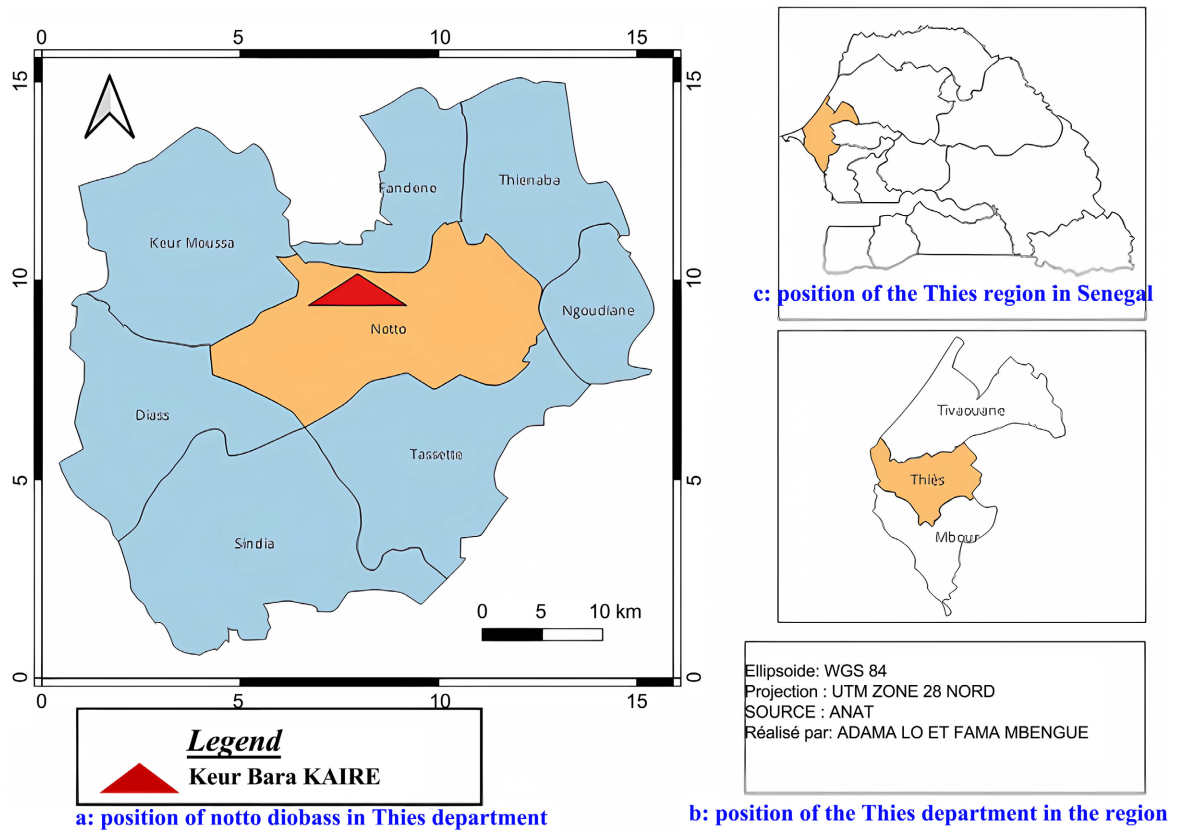 0 5 10 15
15
10
5
0
15
10
5
0
Fandene
Thienaba
Keur Moussa
Ngoudiane
Notto
Diass
Tassette
Sindia
0 5 10 km
0 5 10 15
Legend
Keur Bara KAIRE
a: position of notto diobass in Thies department
c: position of the Thies region in Senegal
Tivaouane
Thiès
Mbour
Ellipsoide: WGS 84
Projection : UTM ZONE 28 NORD
SOURCE : ANAT
Réalisé par: ADAMA LO ET FAMA MBENGUE
b: position of the Thies department in the region